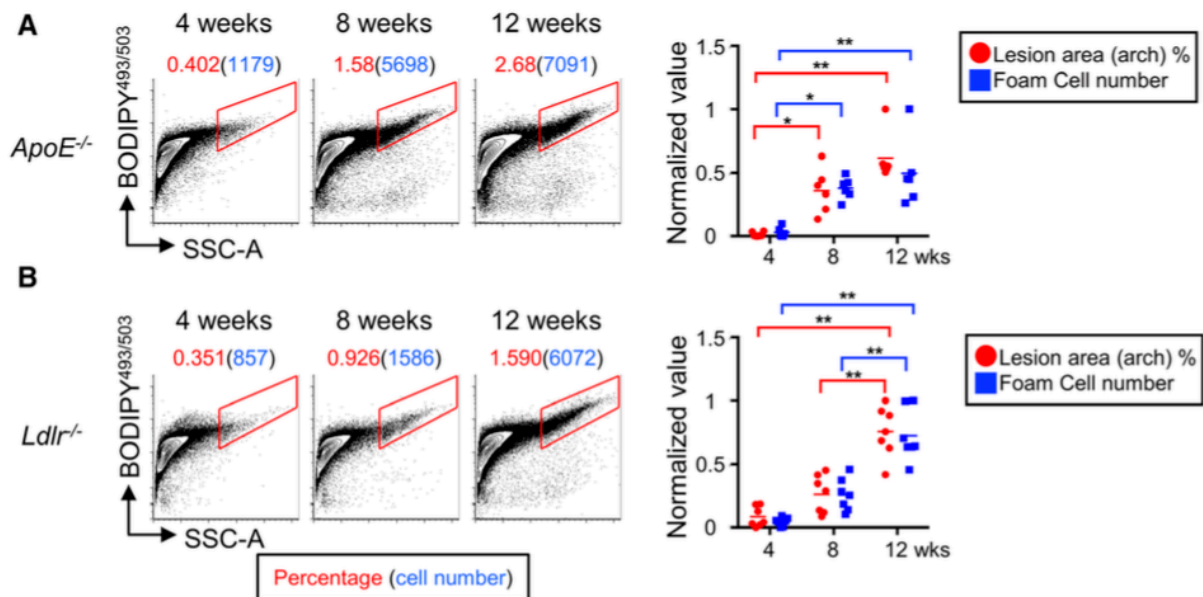 A
4 weeks 8 weeks 12 weeks
0.402(1179) 1.58(5698) 2.68(7091)
ApoE-/-
BODIPY493/503
SSC-A
Normalized value
1.5
1
0.5
0
4 8 12 wks
**
**
*
*
Lesion area (arch) %
Foam Cell number
B
4 weeks 8 weeks 12 weeks
0.351(857) 0.926(1586) 1.590(6072)
Ldlr-/-
BODIPY493/503
SSC-A
Percentage (cell number)
Normalized value
1.5
1
0.5
0
4 8 12 wks
**
**
**
**
Lesion area (arch) %
Foam Cell number